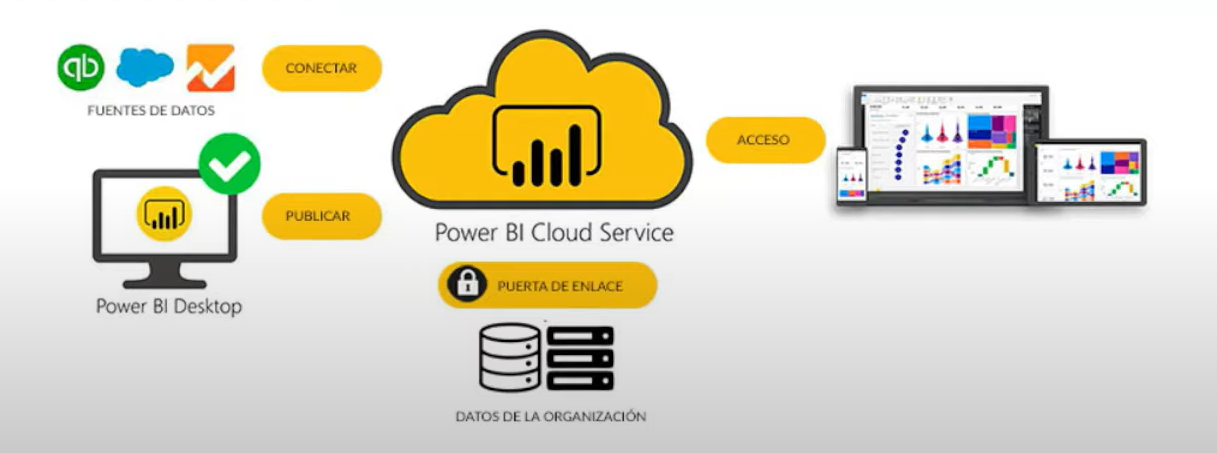 qb
CONECTAR
FUENTES DE DATOS
ACCESO
PUBLICAR
Power BI Cloud Service
Power BI Desktop
PUERTA DE ENLACE
DATOS DE LA ORGANIZACIÓN